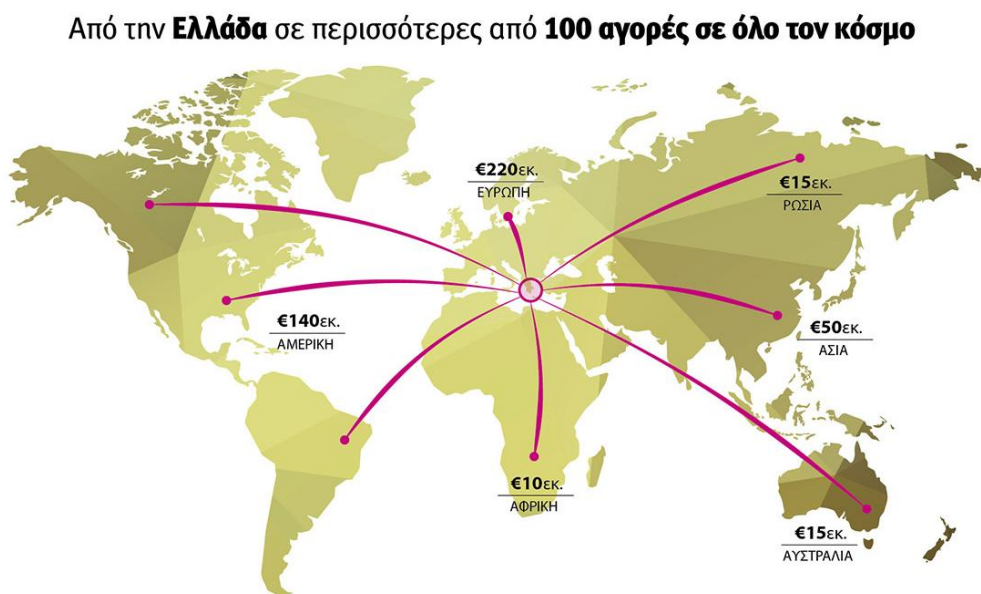 Από την Ελλάδα σε περισσότερες από 100 αγορές σε όλο τον κόσμο
€220εκ.
ΕΥΡΩΠΗ
€15εκ.
ΡΩΣΙΑ
€140εκ.
ΑΜΕΡΙΚΗ
€50εκ.
ΑΣΙΑ
€10εκ.
ΑΦΡΙΚΗ
€15εκ.
ΑΥΣΤΡΑΛΙΑ